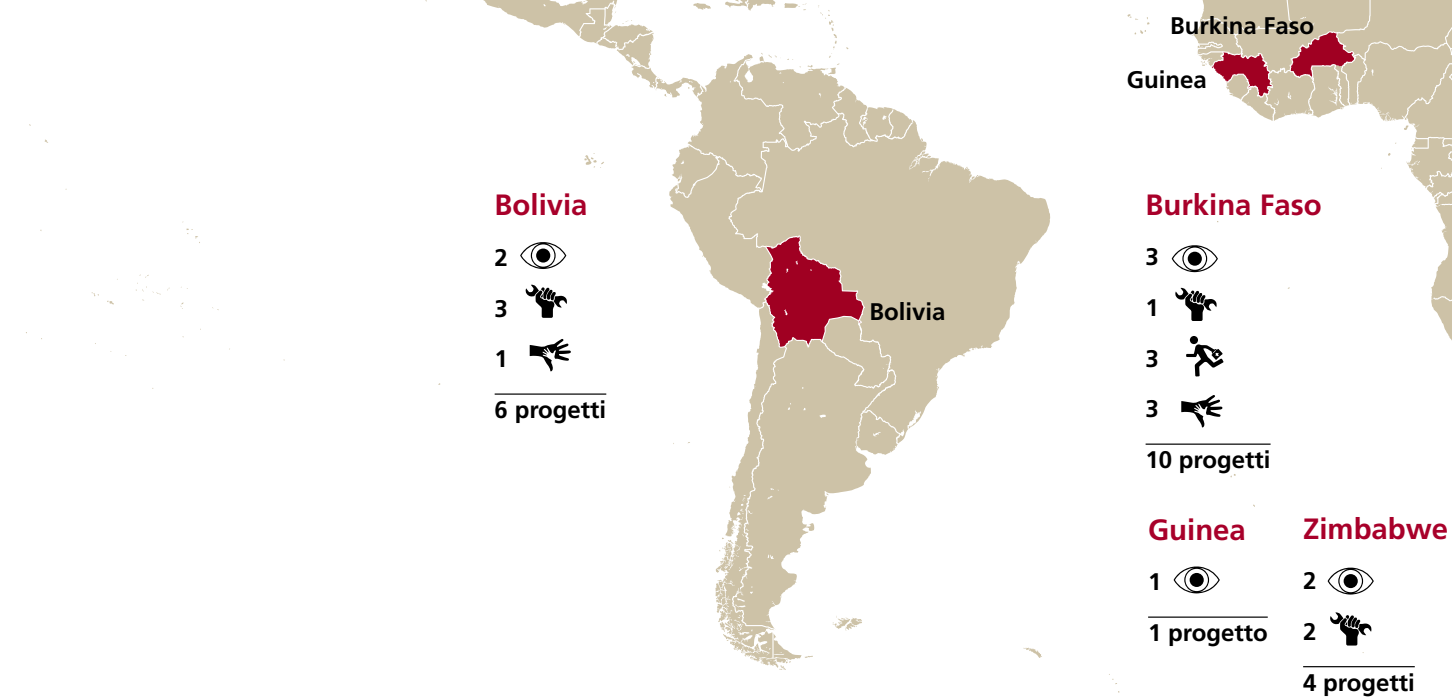 Burkina Faso
Guinea
Bolivia
Bolivia
2
3
1
6 progetti
Burkina Faso
3
1
3
3
10 progetti
Guinea
1
1 progetto
Zimbabwe
2
2
4 progetti